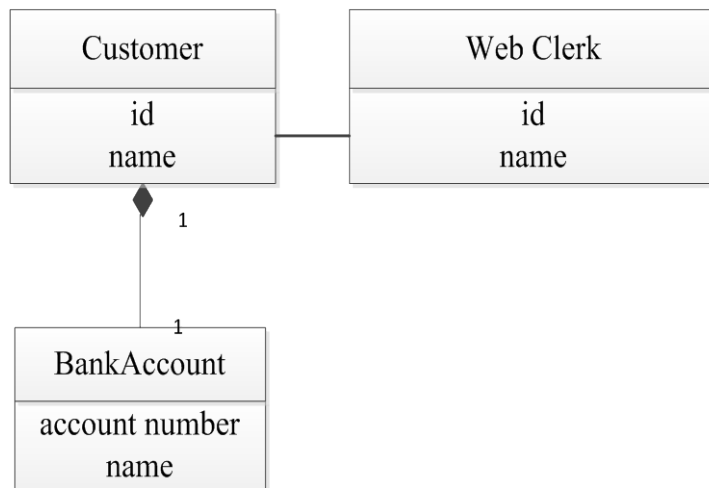 Customer
Web Clerk
id
name
id
name
1
1
BankAccount
account number
name